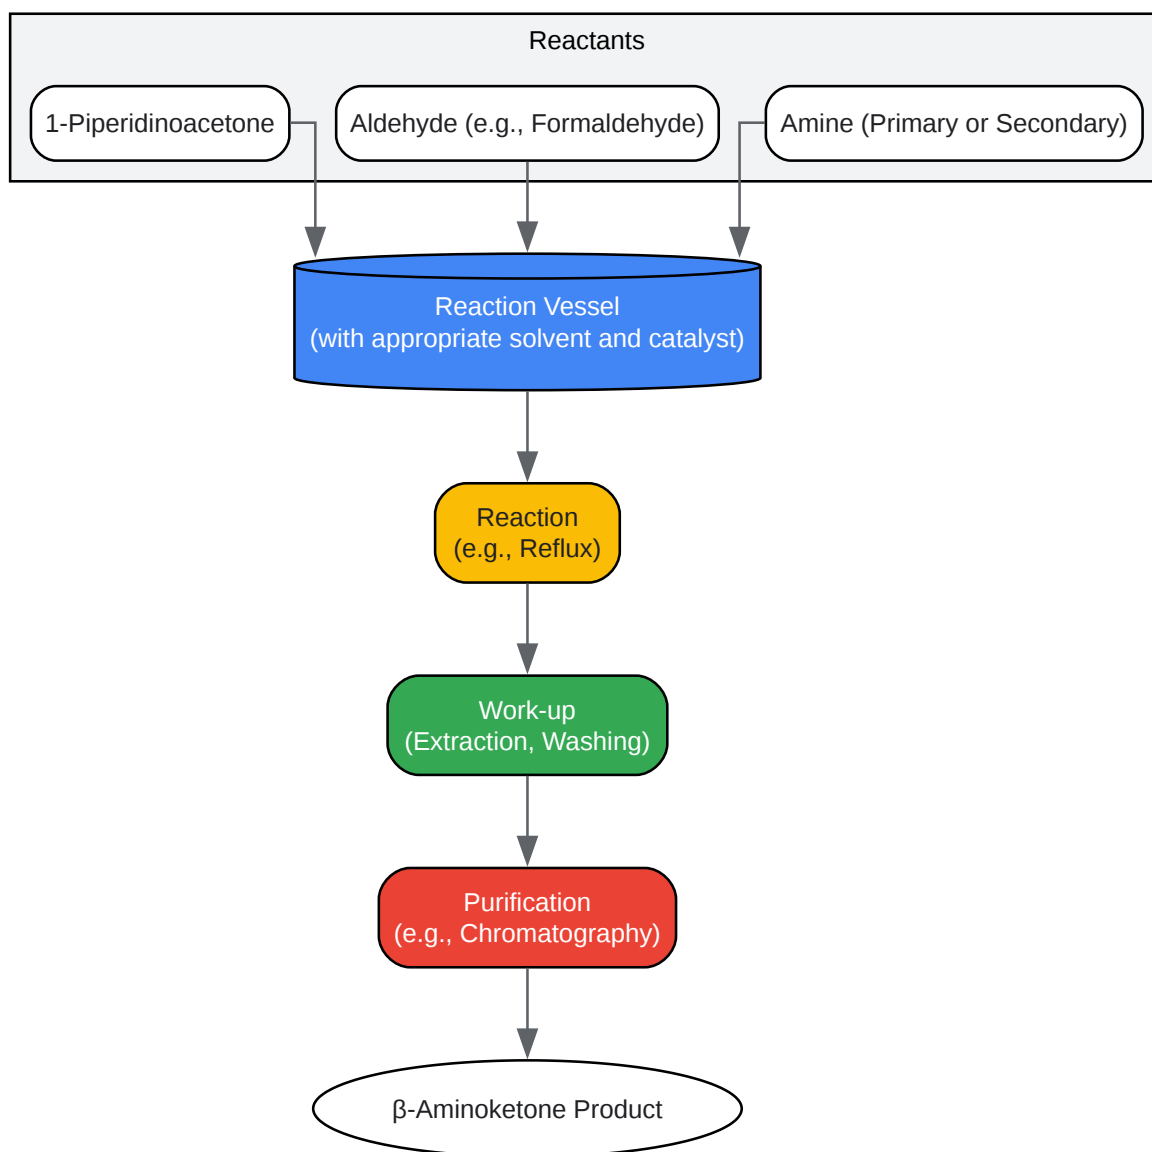 Reactants
1-Piperidinoacetone
Aldehyde (e.g., Formaldehyde)
Amine (Primary or Secondary)
Reaction Vessel
(with appropriate solvent and catalyst)
Reaction
(e.g., Reflux)
Work-up
(Extraction, Washing)
Purification
(e.g., Chromatography)
β-Aminoketone Product